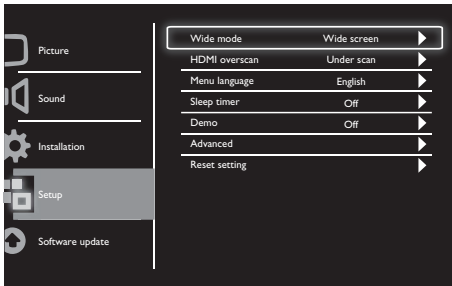 Picture
Sound
Installation
Setup
Software update
Wide mode Wide screen
HDMI overscan Under scan
Menu language English
Sleep timer Off
Demo Off
Advanced
Reset setting